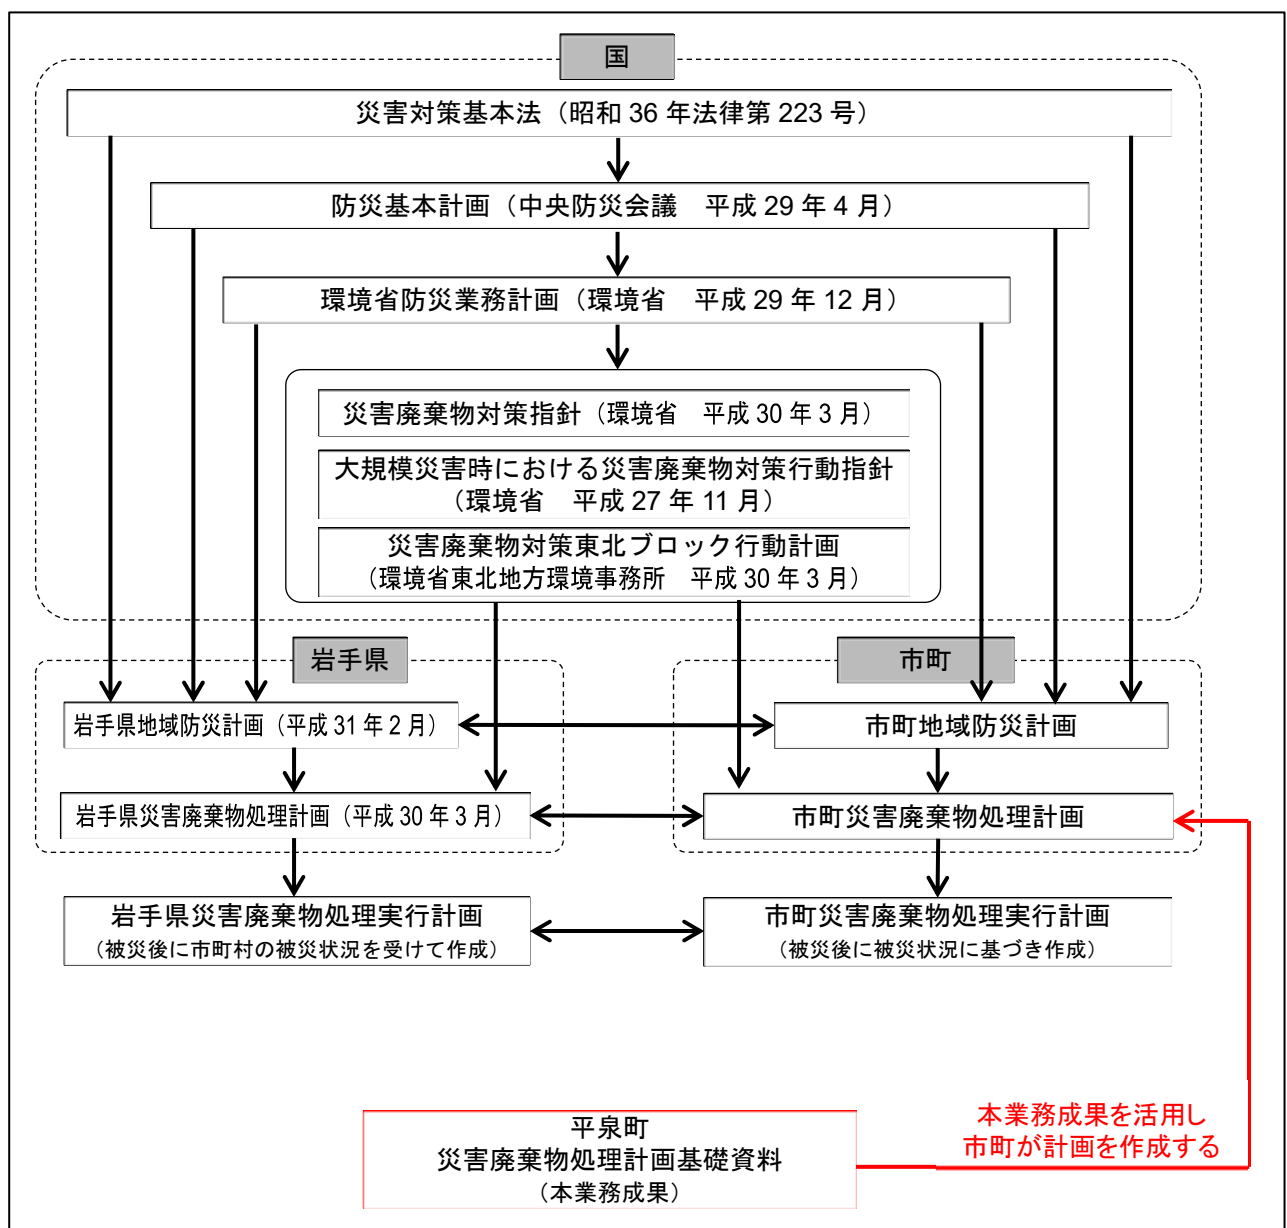 国
災害対策基本法（昭和 36 年法律第 223 号）
防災基本計画（中央防災会議　平成 29 年 4 月）
環境省防災業務計画（環境省　平成 29 年 12 月）
災害廃棄物対策指針（環境省　平成 30 年 3 月）
大規模災害時における災害廃棄物対策行動指針
（環境省　平成 27 年 11 月）
災害廃棄物対策東北ブロック行動計画
（環境省東北地方環境事務所　平成 30 年 3 月）
岩手県
市町
岩手県地域防災計画（平成 31 年 2 月）
市町地域防災計画
岩手県災害廃棄物処理計画（平成 30 年 3 月）
市町災害廃棄物処理計画
岩手県災害廃棄物処理実行計画
（被災後に市町村の被災状況を受けて作成）
市町災害廃棄物処理実行計画
（被災後に被災状況に基づき作成）
平泉町
災害廃棄物処理計画基礎資料
（本業務成果）
本業務成果を活用し
市町が計画を作成する